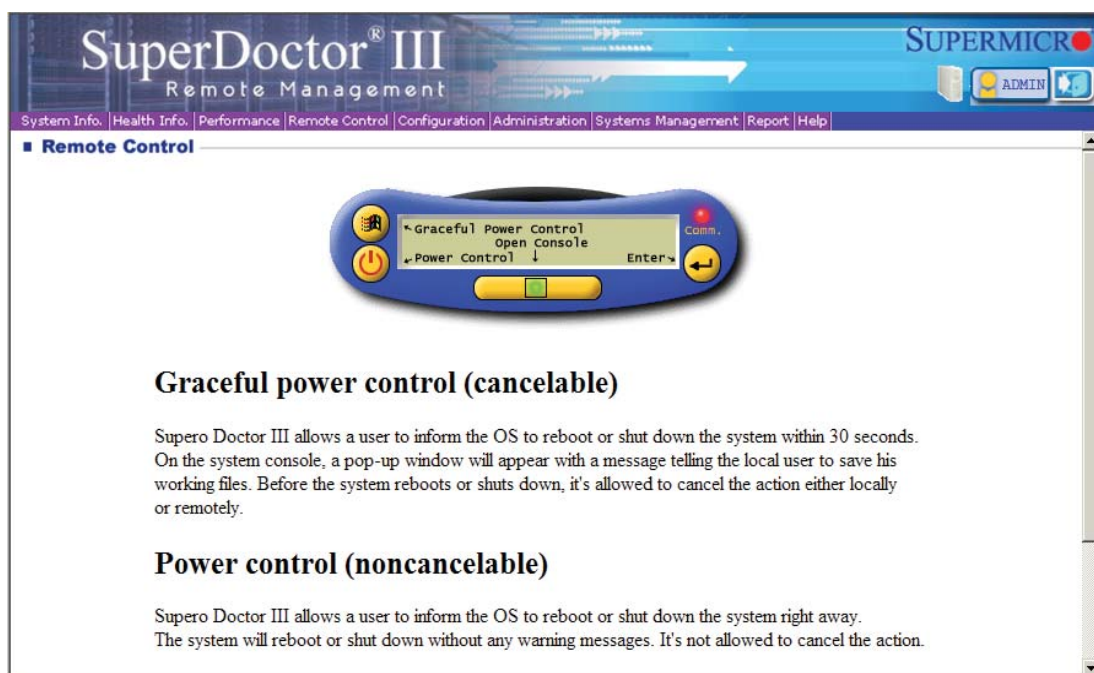 SuperDoctor® III
Remote Management
SUPERMICR
ADMIN
System Info. Health Info. Performance Remote Control Configuration Administration Systems Management Report Help
Remote Control
Graceful Power Control
Open Console
Power Control
Enter
Comm.
Graceful power control (cancelable)
Supero Doctor III allows a user to inform the OS to reboot or shut down the system within 30 seconds.
On the system console, a pop-up window will appear with a message telling the local user to save his
working files. Before the system reboots or shuts down, it's allowed to cancel the action either locally
or remotely.
Power control (noncancelable)
Supero Doctor III allows a user to inform the OS to reboot or shut down the system right away.
The system will reboot or shut down without any warning messages. It's not allowed to cancel the action.